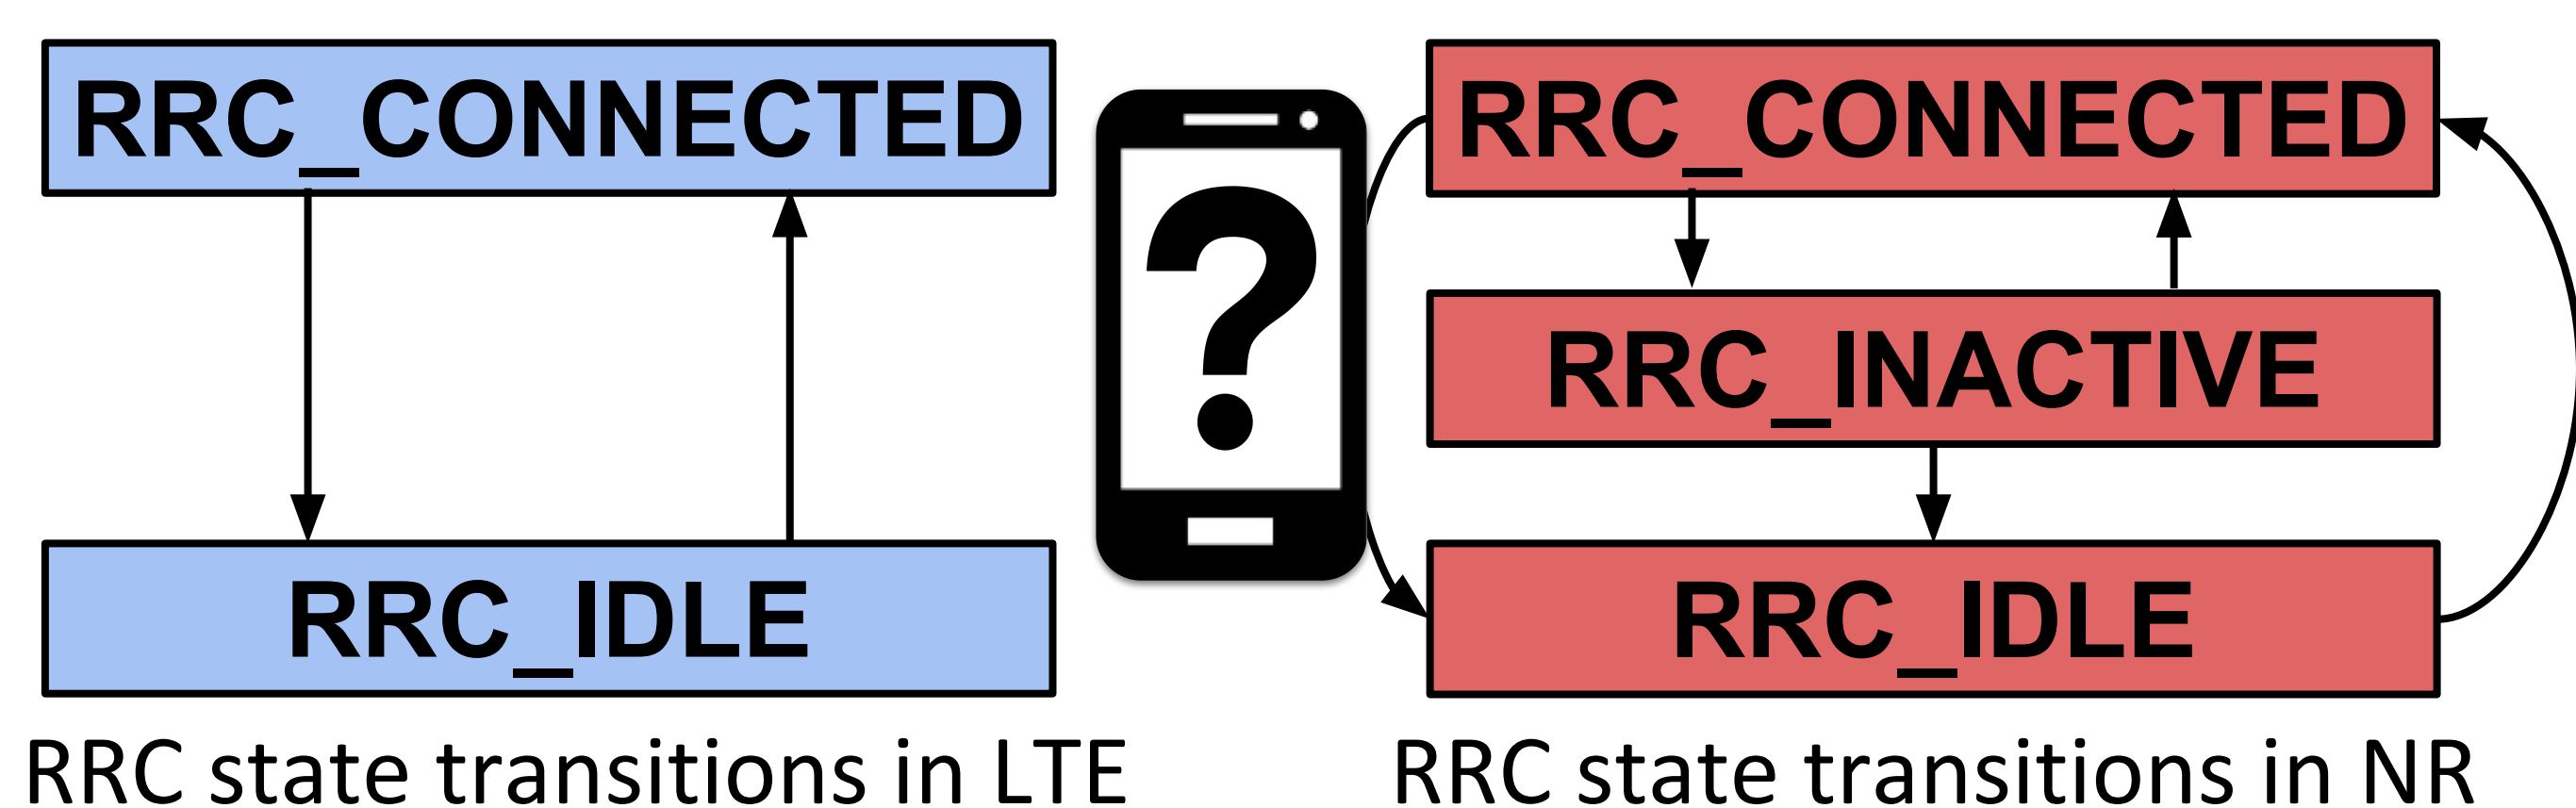 RRC_CONNECTED
RRC_IDLE
RRC state transitions in LTE
?
RRC_CONNECTED
RRC_INACTIVE
RRC_IDLE
RRC state transitions in NR